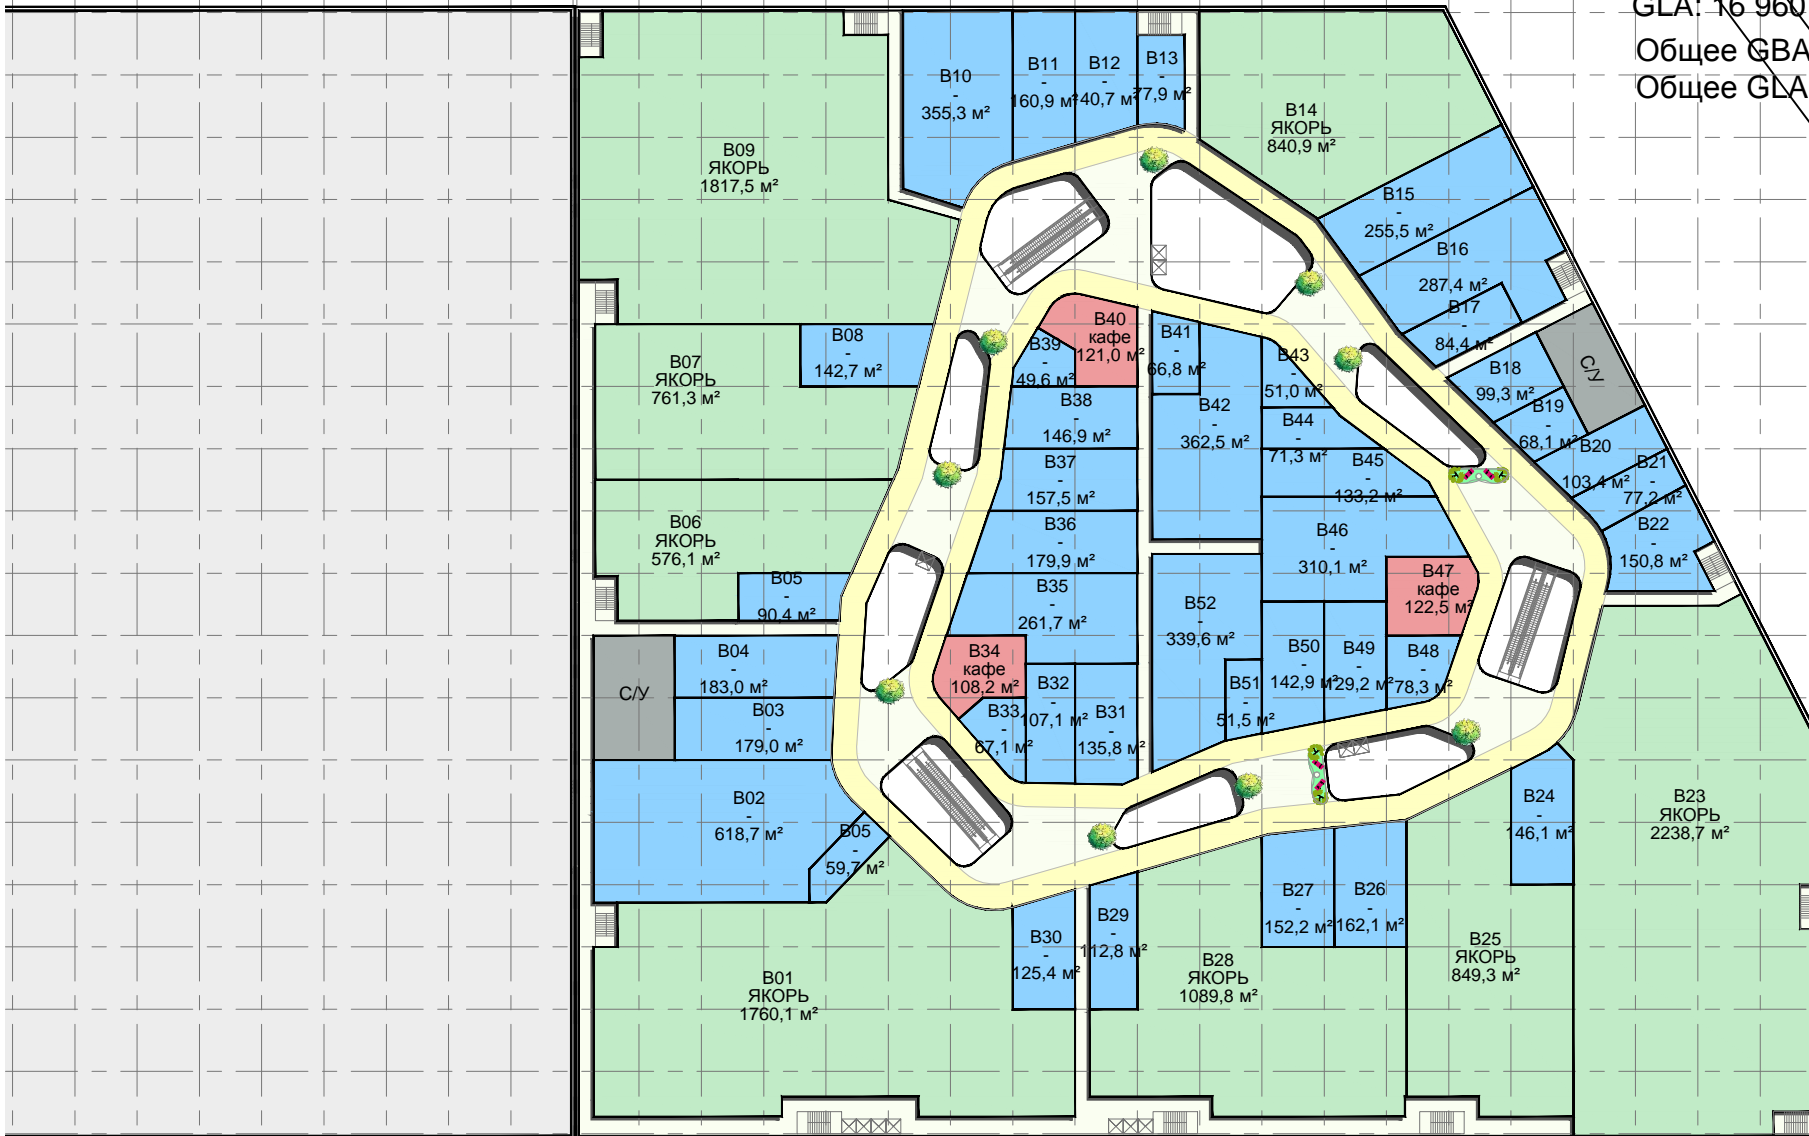 GLA: 16 960
Общее GBA
Общее GLA
B10
-
355,3 м²
B11
-
160,9 м²
B12
-
40,7 м²
B13
-
77,9 м²
B14
ЯКОРЬ
840,9 м²
B09
ЯКОРЬ
1817,5 м²
B15
-
255,5 м²
B16
-
287,4 м²
B17
-
84,4 м²
B08
-
142,7 м²
B07
ЯКОРЬ
761,3 м²
B39
-
49,6 м²
B40
кафе
121,0 м²
B41
-
66,8 м²
B43
-
51,0 м²
B18
-
99,3 м²
С/У
B38
-
146,9 м²
B42
-
362,5 м²
B44
-
71,3 м²
B19
-
68,1 м²
B20
-
103,4 м²
B37
-
157,5 м²
B45
-
133,2 м²
B21
-
77,2 м²
B06
ЯКОРЬ
576,1 м²
B36
-
179,9 м²
B46
-
310,1 м²
B22
-
150,8 м²
B05
-
90,4 м²
B35
-
261,7 м²
B47
кафе
122,5 м²
B52
-
339,6 м²
B04
-
183,0 м²
С/У
B34
кафе
108,2 м²
B32
-
107,1 м²
B50
-
142,9 м²
B49
-
129,2 м²
B48
-
78,3 м²
B51
-
51,5 м²
B03
-
179,0 м²
B33
-
67,1 м²
B31
-
135,8 м²
B02
-
618,7 м²
B05
-
59,7 м²
B24
-
146,1 м²
B23
ЯКОРЬ
2238,7 м²
B27
-
152,2 м²
B26
-
162,1 м²
B30
-
125,4 м²
B29
-
112,8 м²
B25
ЯКОРЬ
849,3 м²
B28
ЯКОРЬ
1089,8 м²
B01
ЯКОРЬ
1760,1 м²